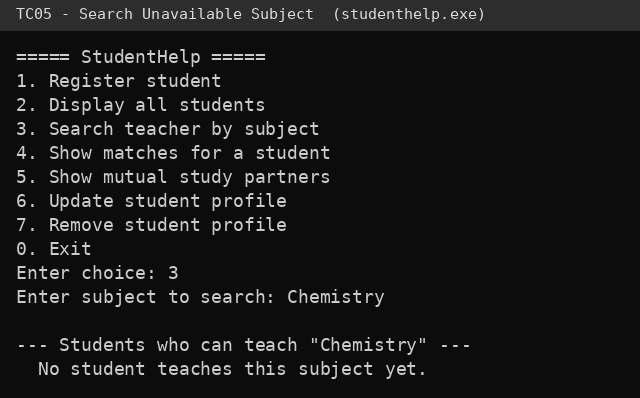 TC05 - Search Unavailable Subject  (studenthelp.exe)
===== StudentHelp =====
1. Register student
2. Display all students
3. Search teacher by subject
4. Show matches for a student
5. Show mutual study partners
6. Update student profile
7. Remove student profile
0. Exit
Enter choice: 3
Enter subject to search: Chemistry
--- Students who can teach "Chemistry" ---
  No student teaches this subject yet.